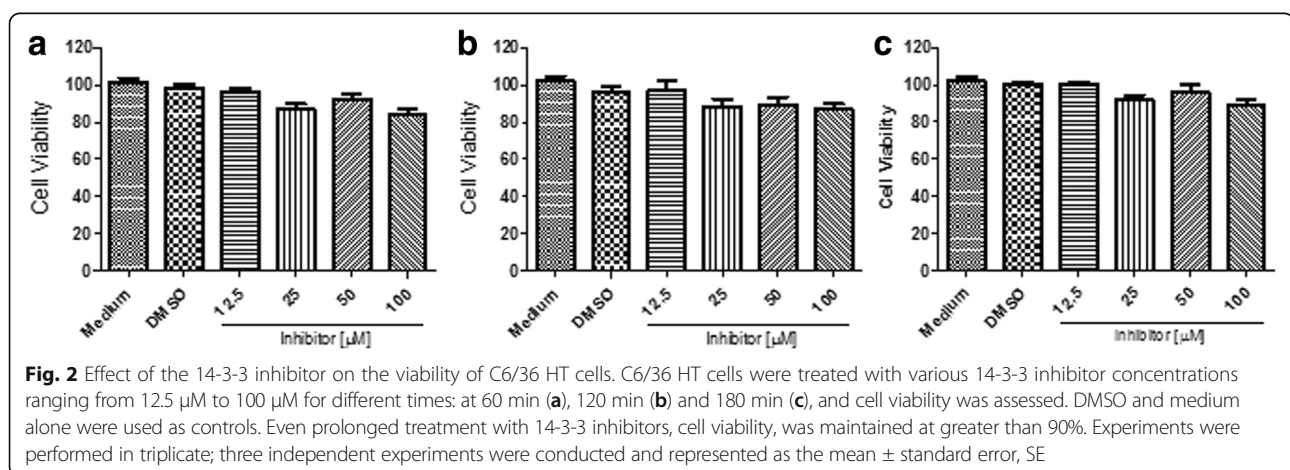 a
b
c
120
100
80
60
40
20
0
Cell Viability
Medium
DMSO
12.5
25
50
100
Inhibitor [µM]
120
100
80
60
40
20
0
Cell Viability
Medium
DMSO
12.5
25
50
100
Inhibitor [µM]
120
100
80
60
40
20
0
Cell Viability
Medium
DMSO
12.5
25
50
100
Inhibitor [µM]
Fig. 2 Effect of the 14-3-3 inhibitor on the viability of C6/36 HT cells. C6/36 HT cells were treated with various 14-3-3 inhibitor concentrations
ranging from 12.5 µM to 100 µM for different times: at 60 min (a), 120 min (b) and 180 min (c), and cell viability was assessed. DMSO and medium
alone were used as controls. Even prolonged treatment with 14-3-3 inhibitors, cell viability, was maintained at greater than 90%. Experiments were
performed in triplicate; three independent experiments were conducted and represented as the mean ± standard error, SE